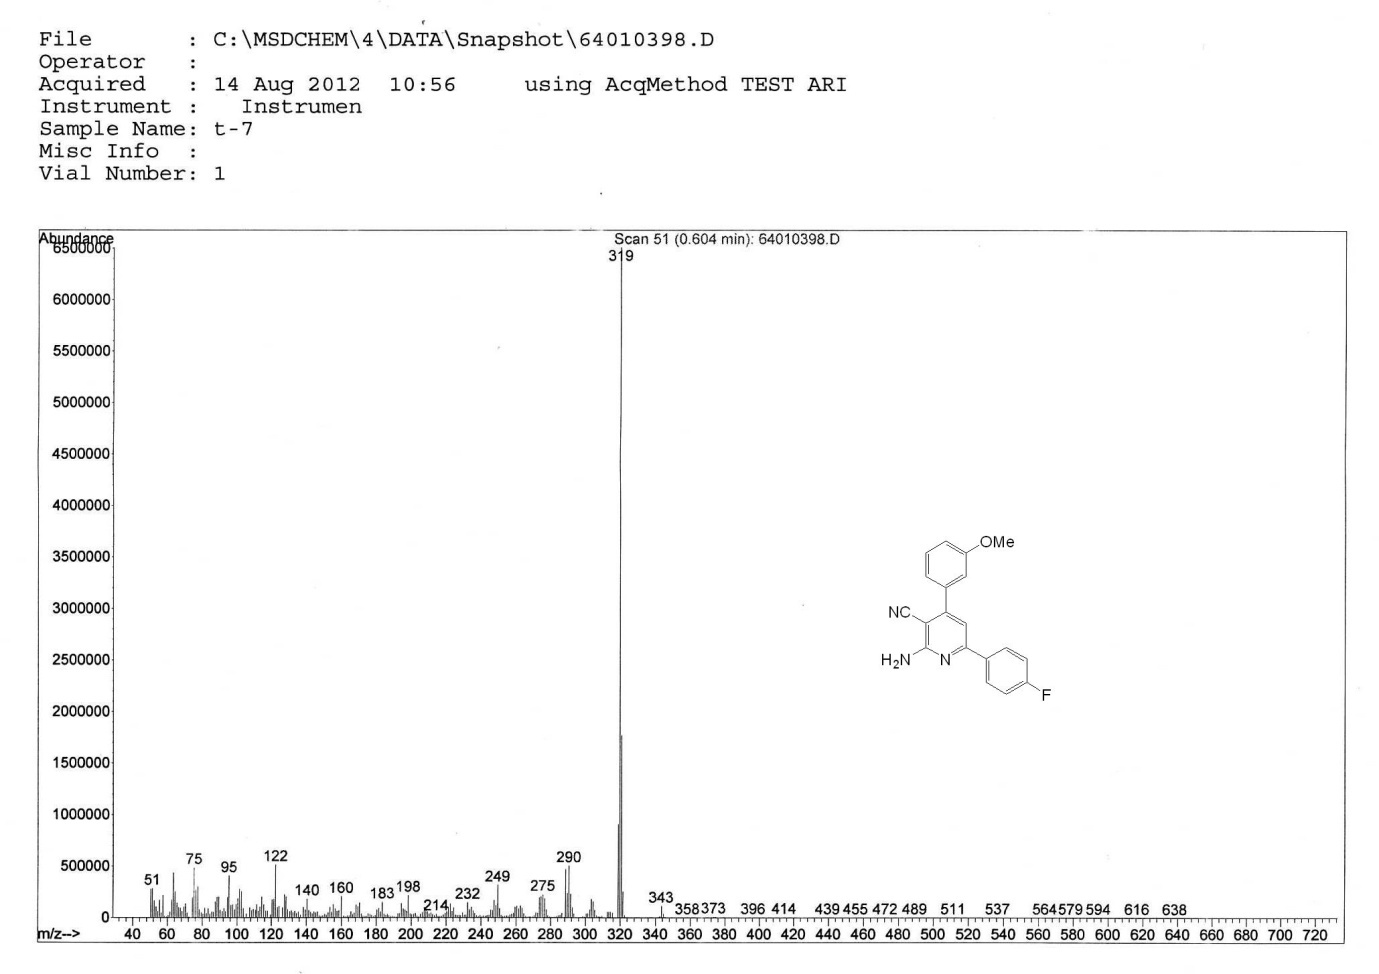 File : C:\MSDCHEM\4\DATA\Snapshot\64010398.D
Operator :
Acquired : 14 Aug 2012 10:56 using AcqMethod TEST ARI
Instrument : Instrumen
Sample Name: t-7
Misc Info :
Vial Number: 1
Abundance
Scan 51 (0.604 min): 64010398.D
6500000
319
6000000
5500000
5000000
4500000
4000000
3500000
OMe
3000000
NC
2500000
H₂N N
F
2000000
1500000
1000000
500000
51 75 95 122 140 160 183 198 214 232 249 275 290 343 358 373 396 414 439 455 472 489 511 537 564 579 594 616 638
0
m/z--> 40 60 80 100 120 140 160 180 200 220 240 260 280 300 320 340 360 380 400 420 440 460 480 500 520 540 560 580 600 620 640 660 680 700 720